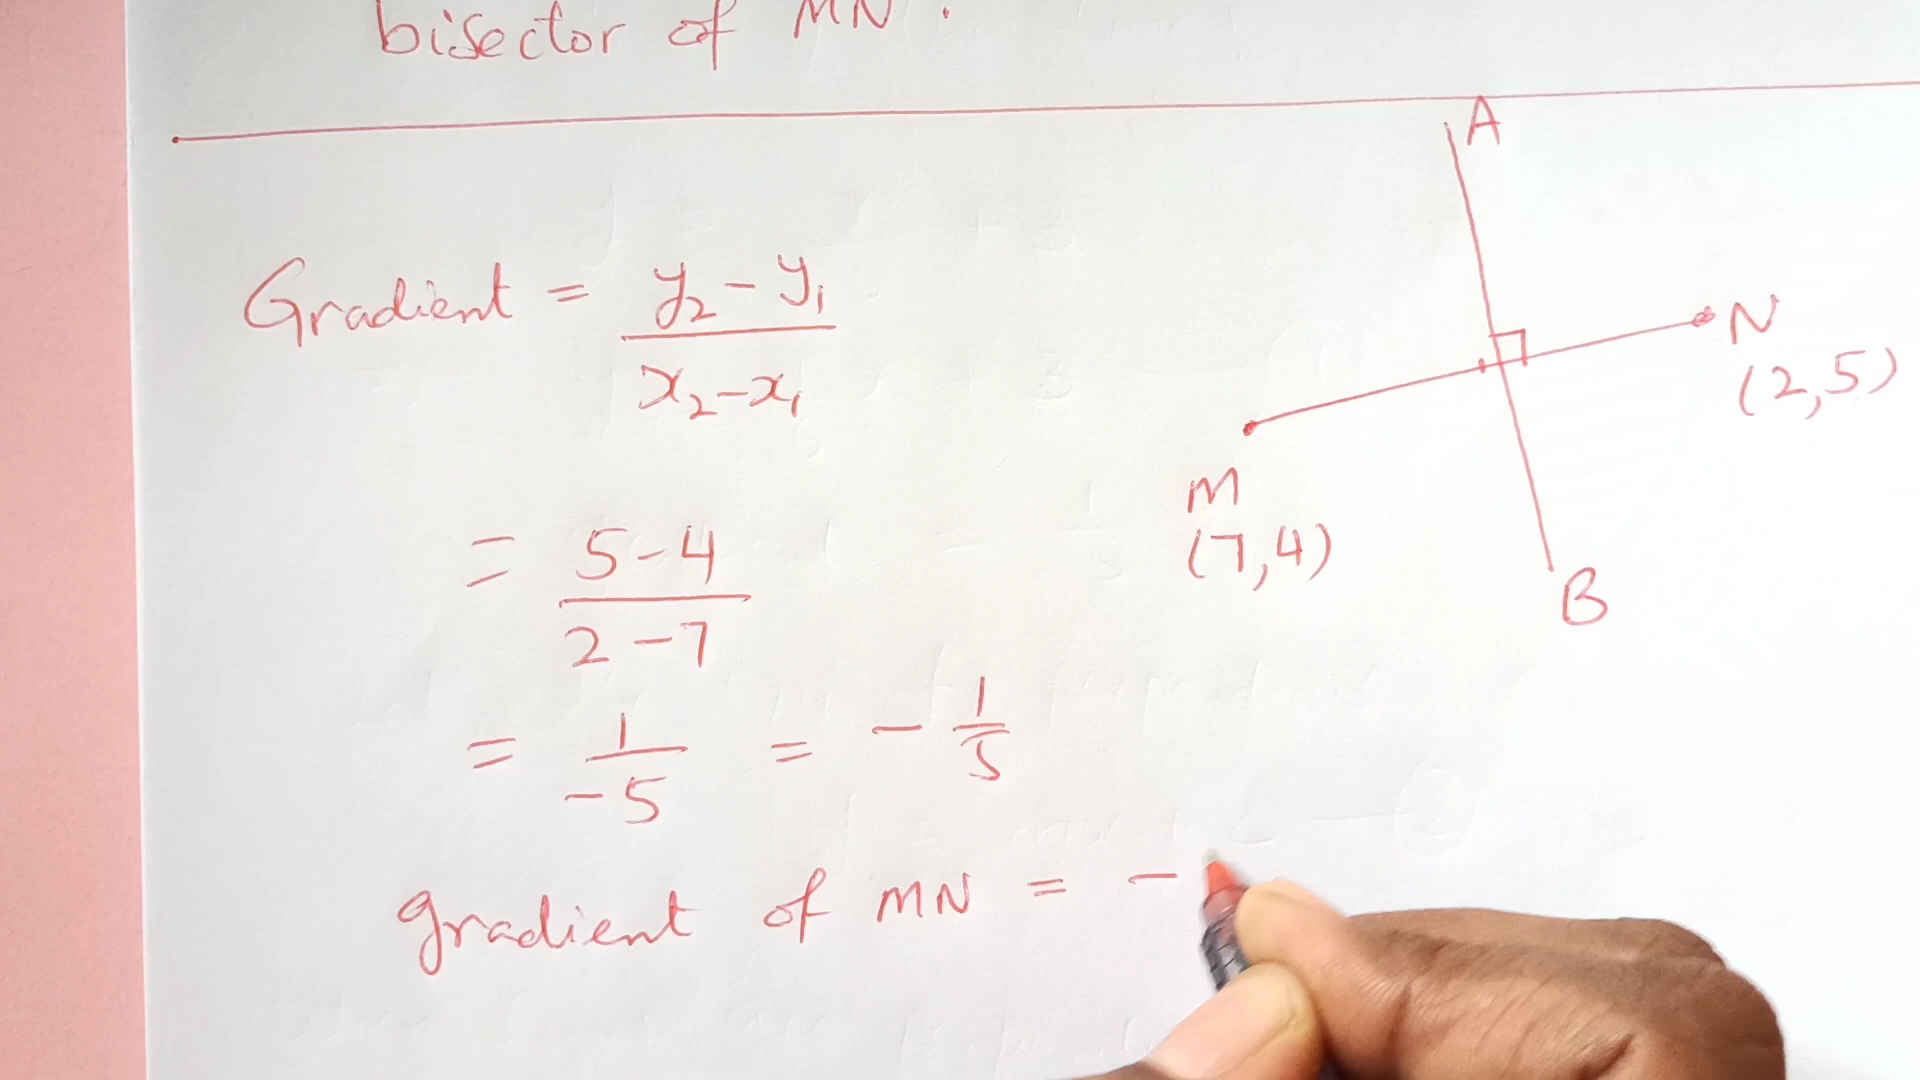 bisector of MN.
Gradient = y₂ - y₁
x₂ - x₁
= 5 - 4
2 - 7
= 1 = - 1
-5 5
gradient of MN = -
A
N
(2,5)
M
(7,4)
B